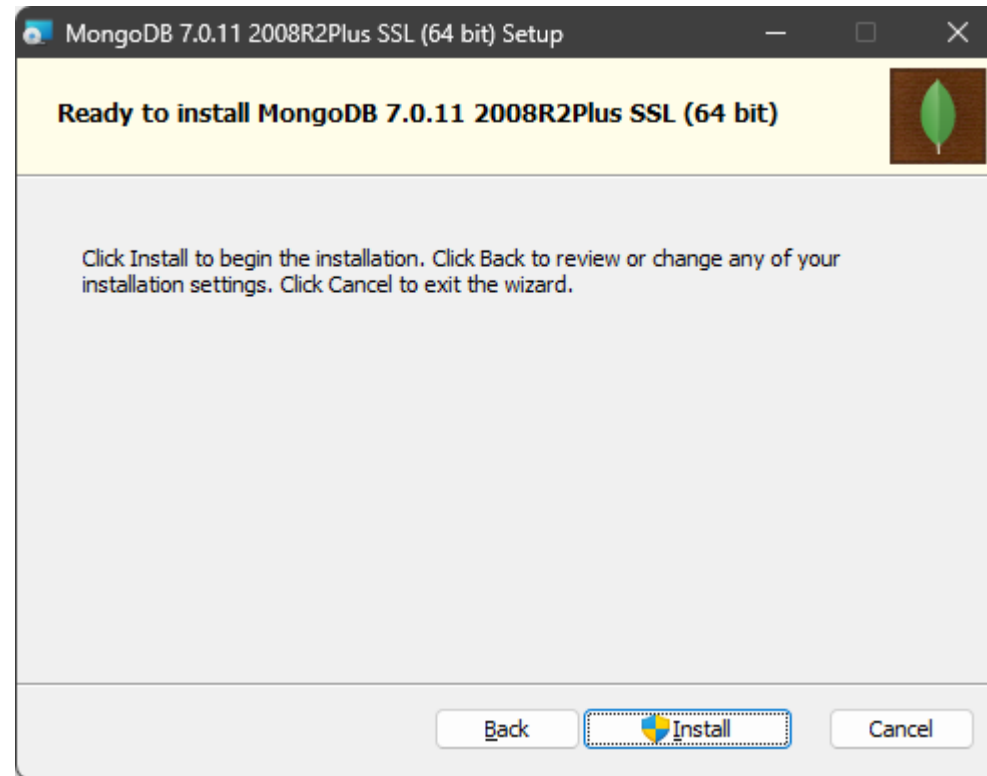 MongoDB 7.0.11 2008R2Plus SSL (64 bit) Setup
Ready to install MongoDB 7.0.11 2008R2Plus SSL (64 bit)
Click Install to begin the installation. Click Back to review or change any of your
installation settings. Click Cancel to exit the wizard.
Back Install Cancel